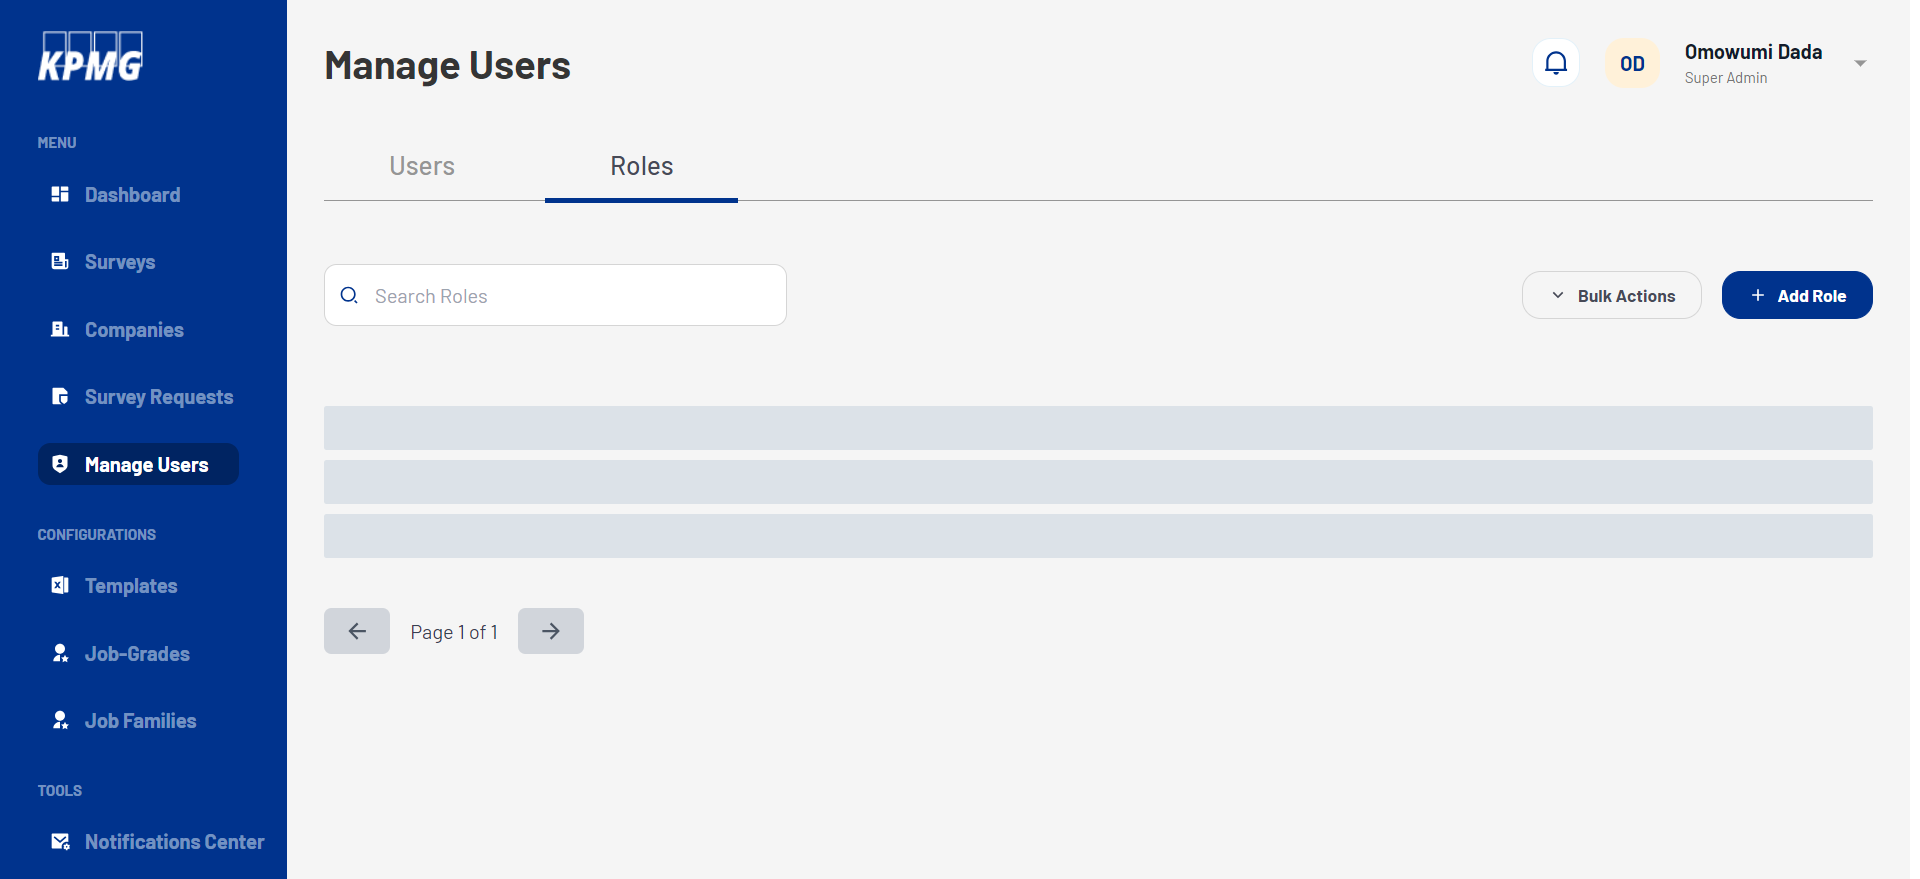 KPMG
MENU
Dashboard
Surveys
Companies
Survey Requests
Manage Users
CONFIGURATIONS
Templates
Job-Grades
Job Families
TOOLS
Notifications Center
Manage Users
OD
Omowumi Dada
Super Admin
Users
Roles
Search Roles
Bulk Actions
+ Add Role
Page 1 of 1